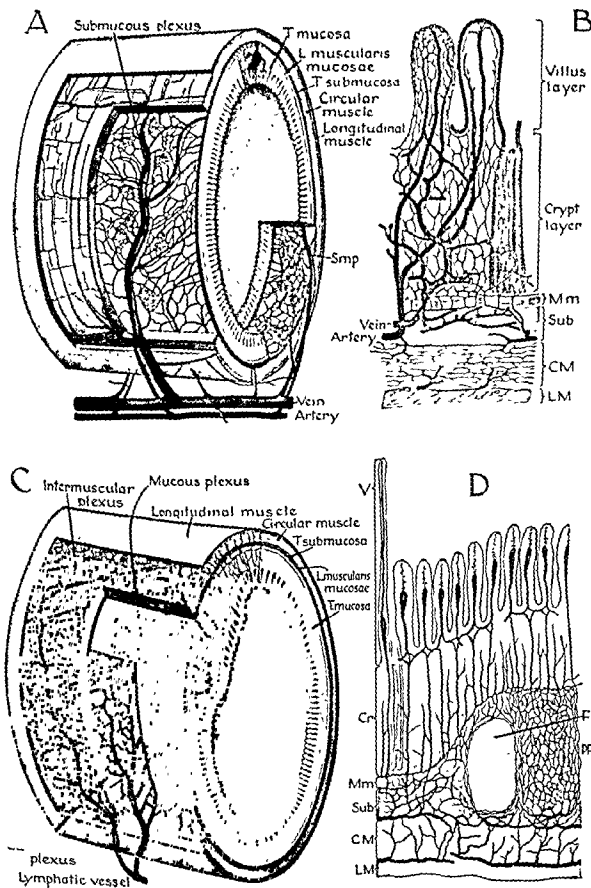 A
Submucous plexus
T mucosa
L muscularis
mucosae
T submucosa
Circular
muscle
Longitudinal
muscle
Smp
Vein
Artery
B
Villus
layer
Crypt
layer
Mm
Sub
Vein
Artery
CM
LM
C
Intermuscular
plexus
Mucous plexus
Longitudinal muscle
Circular muscle
T submucosa
L muscularis
mucosae
T mucosa
plexus
Lymphatic vessel
D
V
Cr
F
Mm
Sub
CM
LM